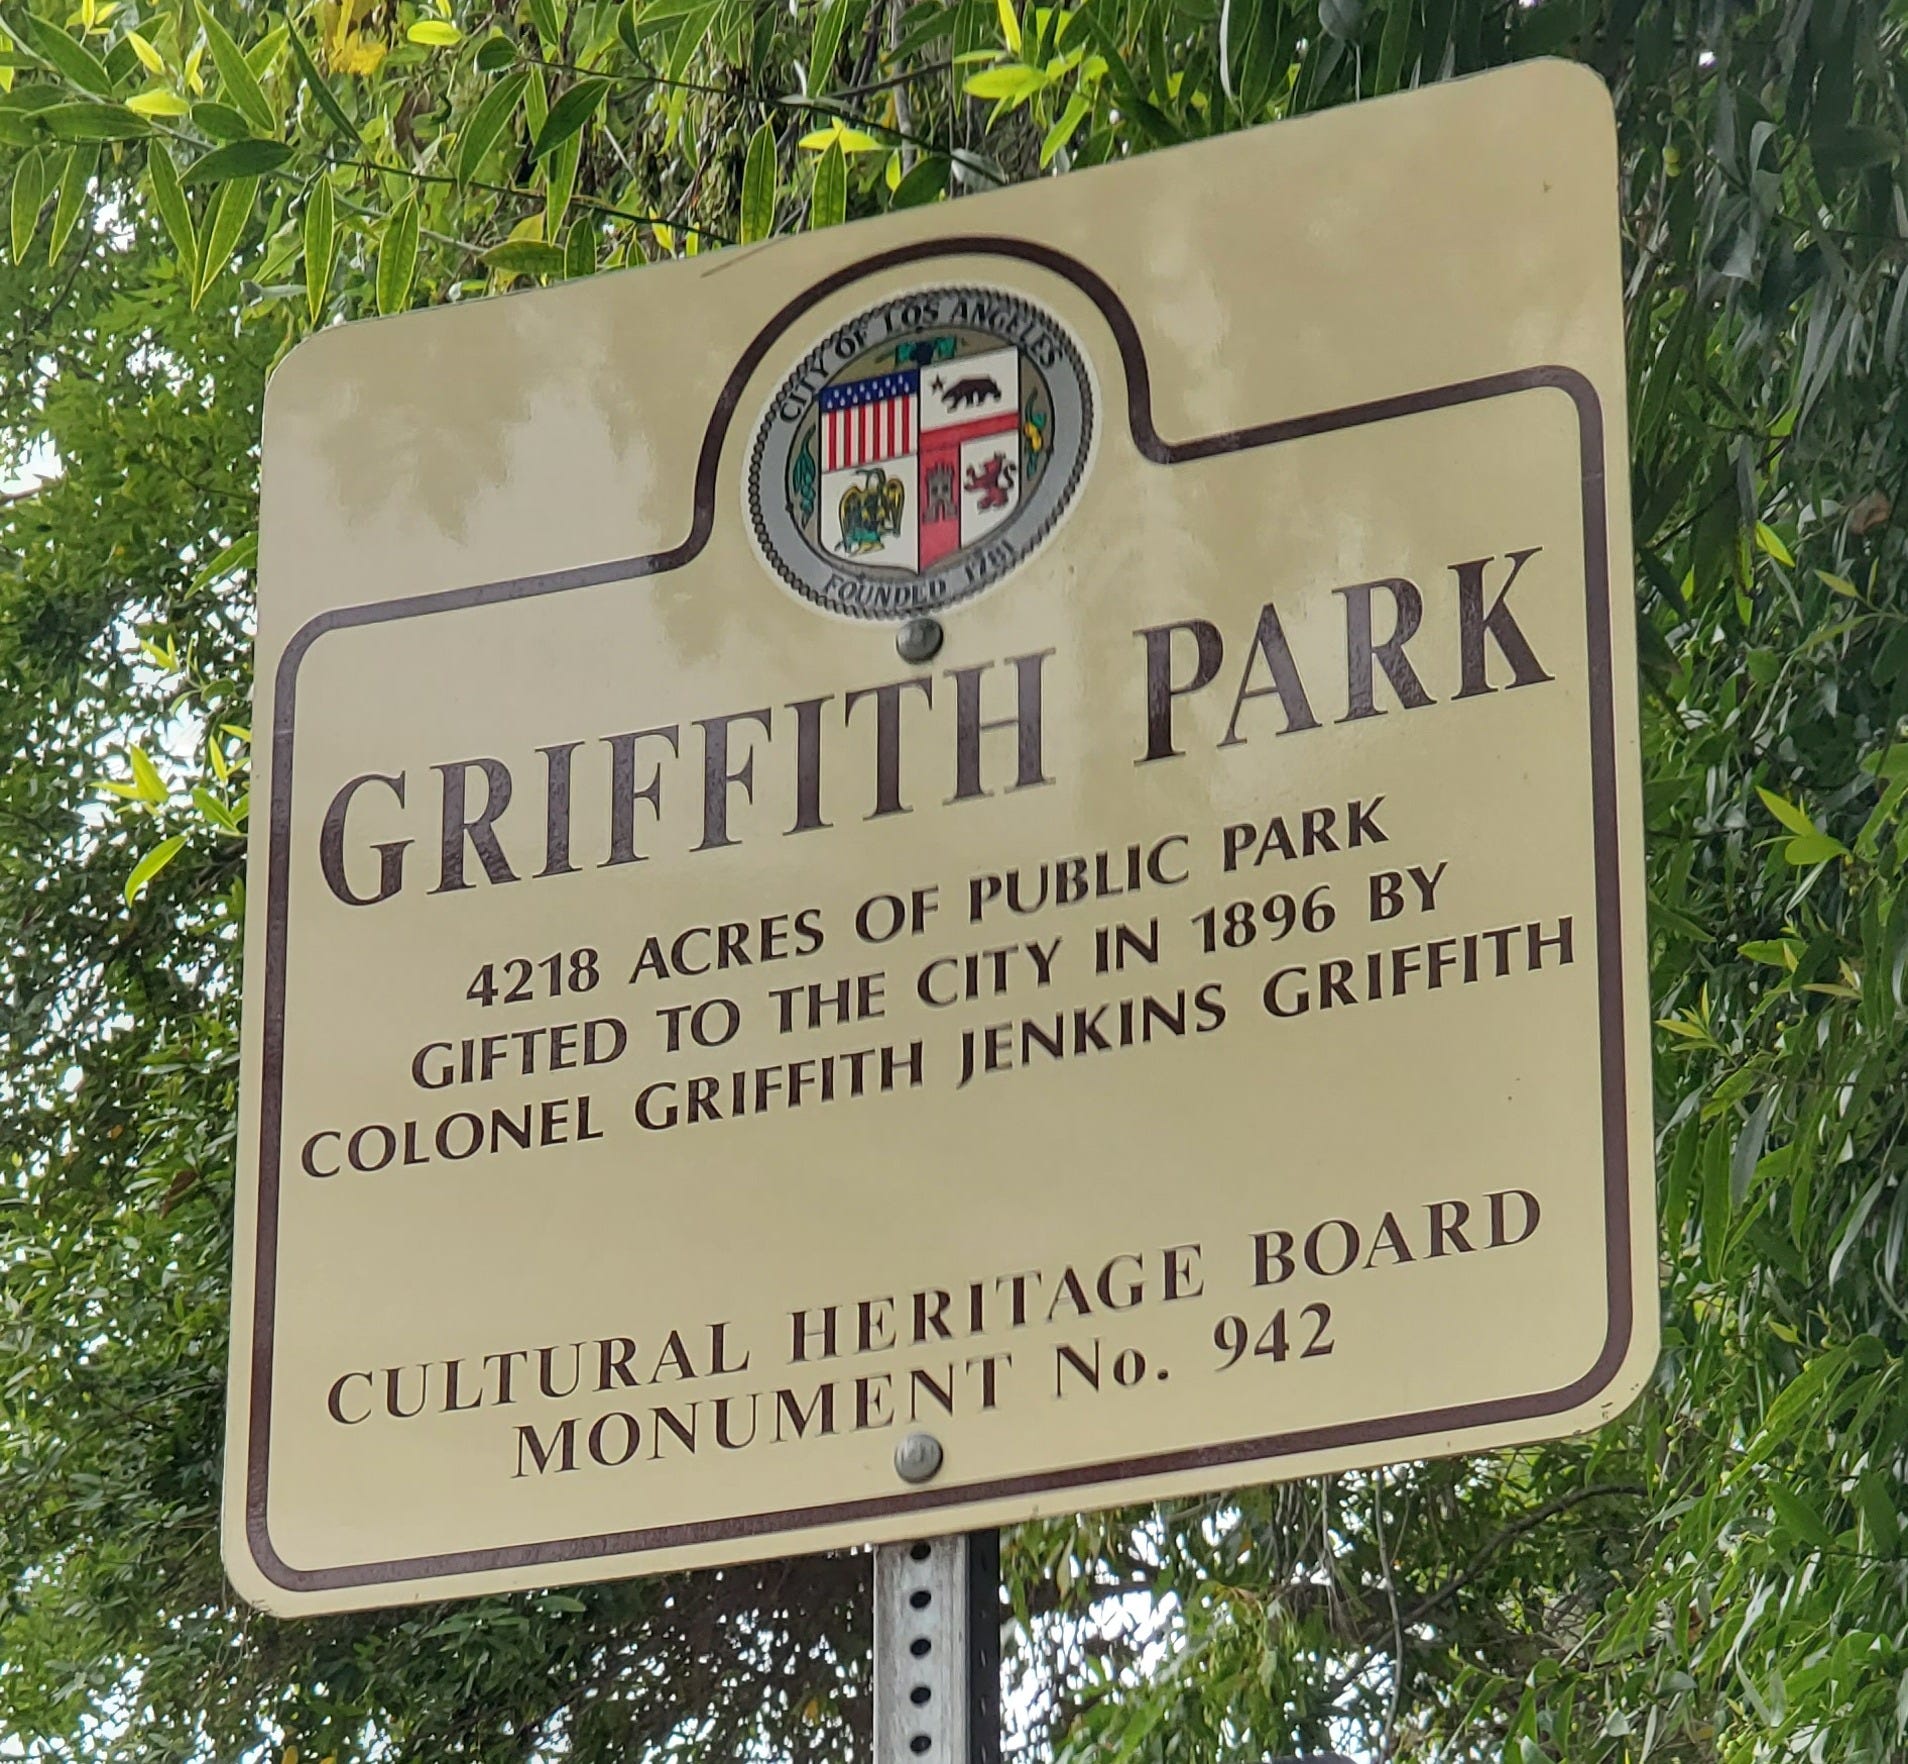 CITY OF LOS ANGELES
FOUNDED 1781
GRIFFITH PARK
4218 ACRES OF PUBLIC PARK
GIFTED TO THE CITY IN 1896 BY
COLONEL GRIFFITH JENKINS GRIFFITH
CULTURAL HERITAGE BOARD
MONUMENT No. 942